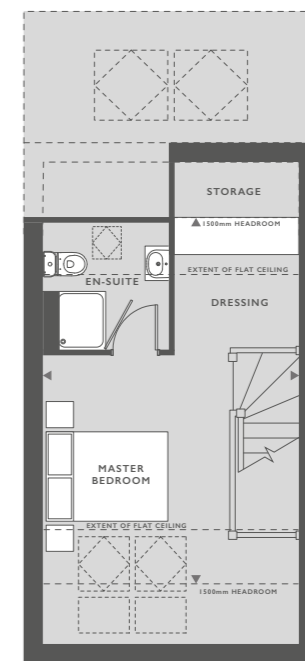 STORAGE
1500mm HEADROOM
EXTENT OF FLAT CEILING
EN-SUITE
DRESSING
MASTER
BEDROOM
EXTENT OF FLAT CEILING
1500mm HEADROOM